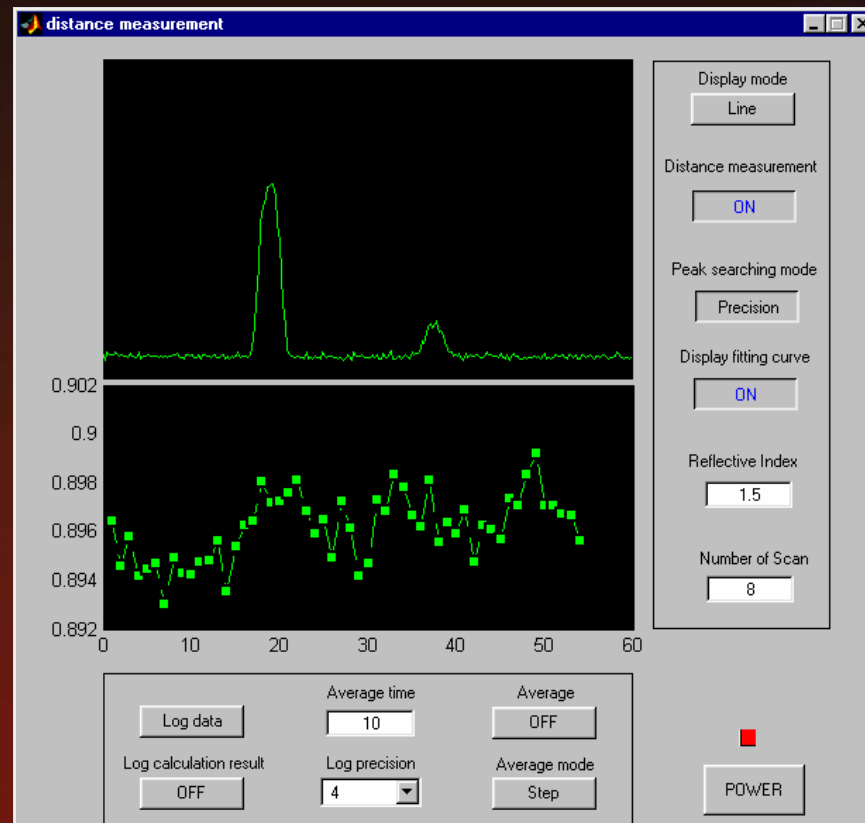 distance measurement
Display mode
Line
Distance measurement
ON
Peak searching mode
Precision
Display fitting curve
ON
Reflective Index
1.5
Number of Scan
8
0.902
0.9
0.898
0.896
0.894
0.892
0 10 20 30 40 50 60
Average time Average
Log data 10 OFF
Log calculation result Log precision Average mode
OFF 4 Step
POWER